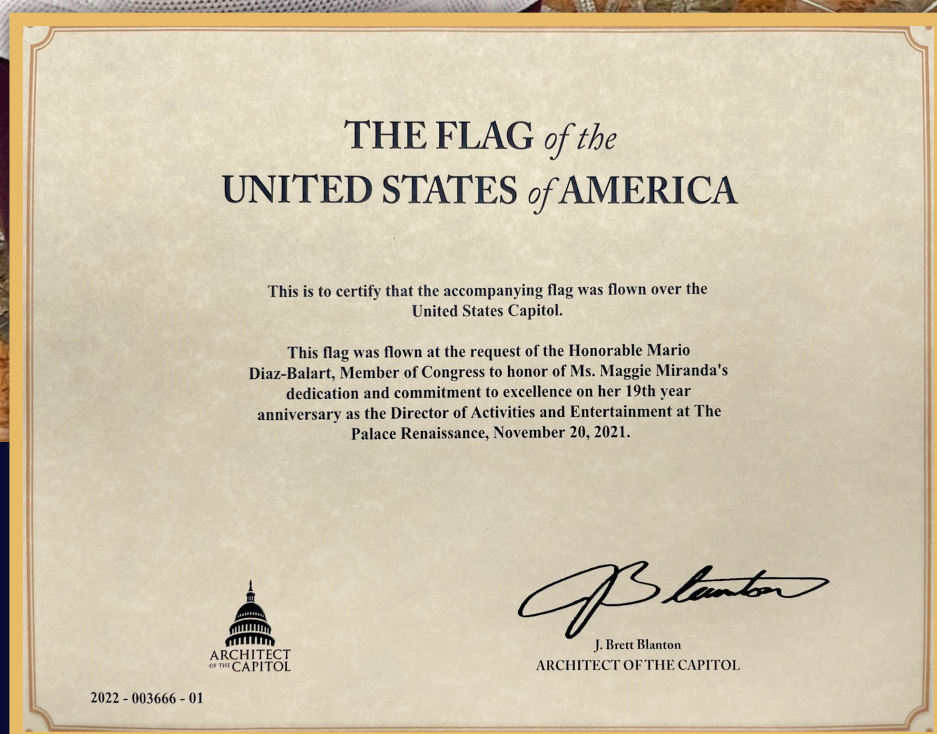 THE FLAG of the
UNITED STATES of AMERICA
This is to certify that the accompanying flag was flown over the
United States Capitol.
This flag was flown at the request of the Honorable Mario
Diaz-Balart, Member of Congress to honor of Ms. Maggie Miranda's
dedication and commitment to excellence on her 19th year
anniversary as the Director of Activities and Entertainment at The
Palace Renaissance, November 20, 2021.
JB lanton
J. Brett Blanton
ARCHITECT OF THE CAPITOL
ARCHITECT
OF THE CAPITOL
2022 - 003666 - 01